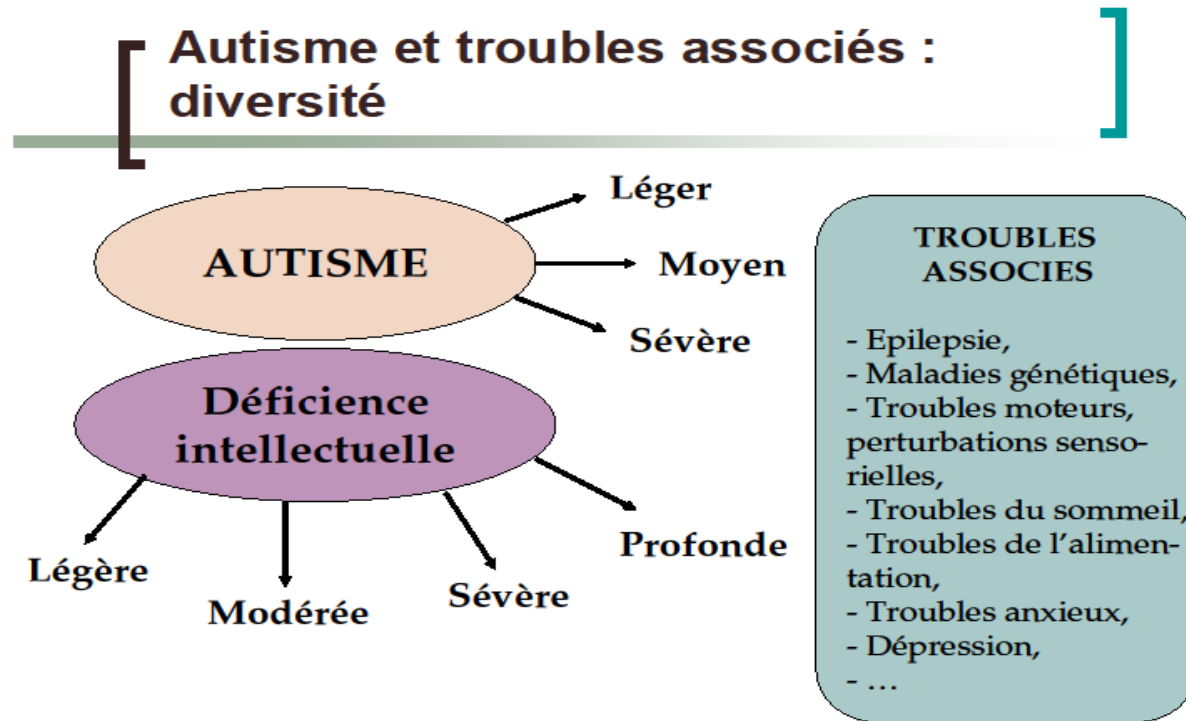 Autisme et troubles associés :
diversité
AUTISME
Léger
Moyen
Sévère
Déficience
intellectuelle
Légère
Modérée
Sévère
Profonde
TROUBLES
ASSOCIES
- Epilepsie,
- Maladies génétiques,
- Troubles moteurs,
perturbations senso-
rielles,
- Troubles du sommeil,
- Troubles de l’alimen-
tation,
- Troubles anxieux,
- Dépression,
- ...